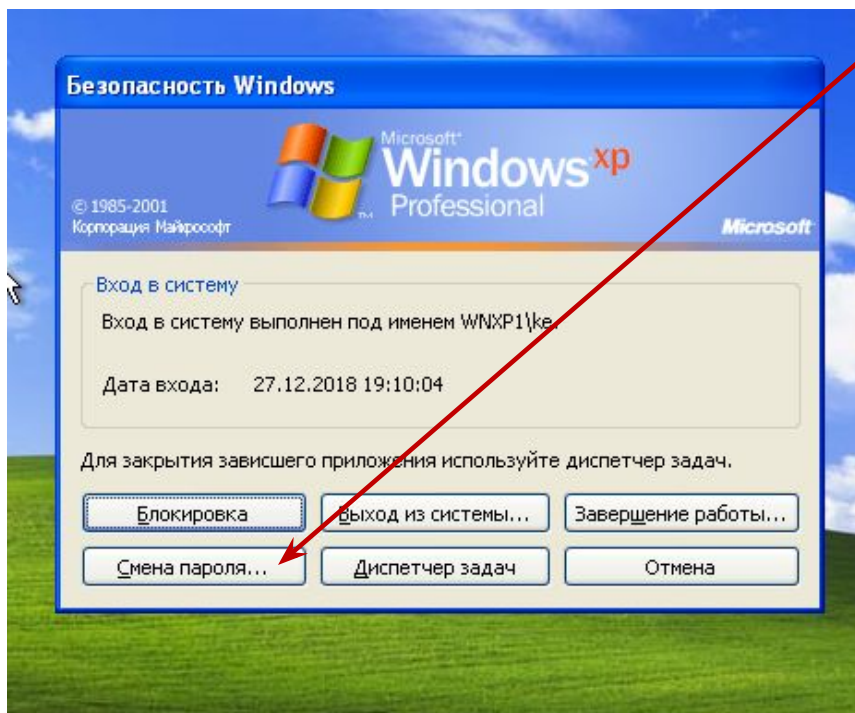 Безопасность Windows
Microsoft®
Windows xp
Professional
© 1985-2001
Корпорация Майкрософт
Microsoft
Вход в систему
Вход в систему выполнен под именем WNXP1\ke.
Дата входа: 27.12.2018 19:10:04
Для закрытия зависшего приложения используйте диспетчер задач.
Блокировка Выход из системы... Завершение работы...
Смена пароля... Диспетчер задач Отмена